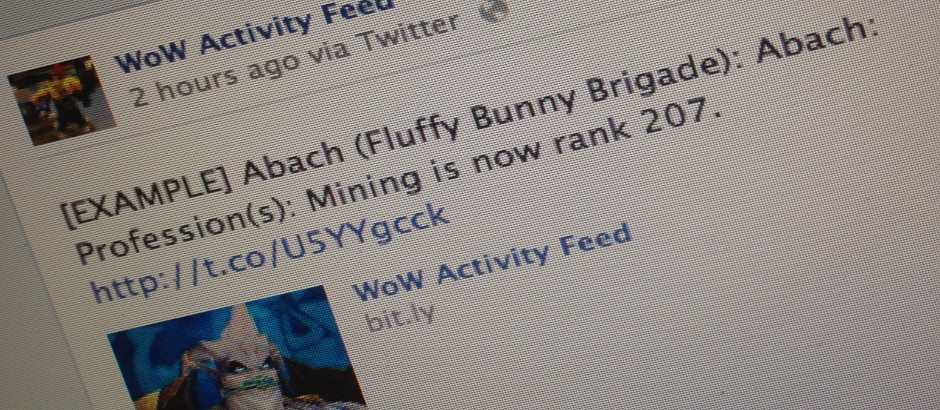 WoW Activity Feed
2 hours ago via Twitter
[EXAMPLE] Abach (Fluffy Bunny Brigade): Abach:
Profession(s): Mining is now rank 207.
http://t.co/U5YYgcck
WoW Activity Feed
bit.ly